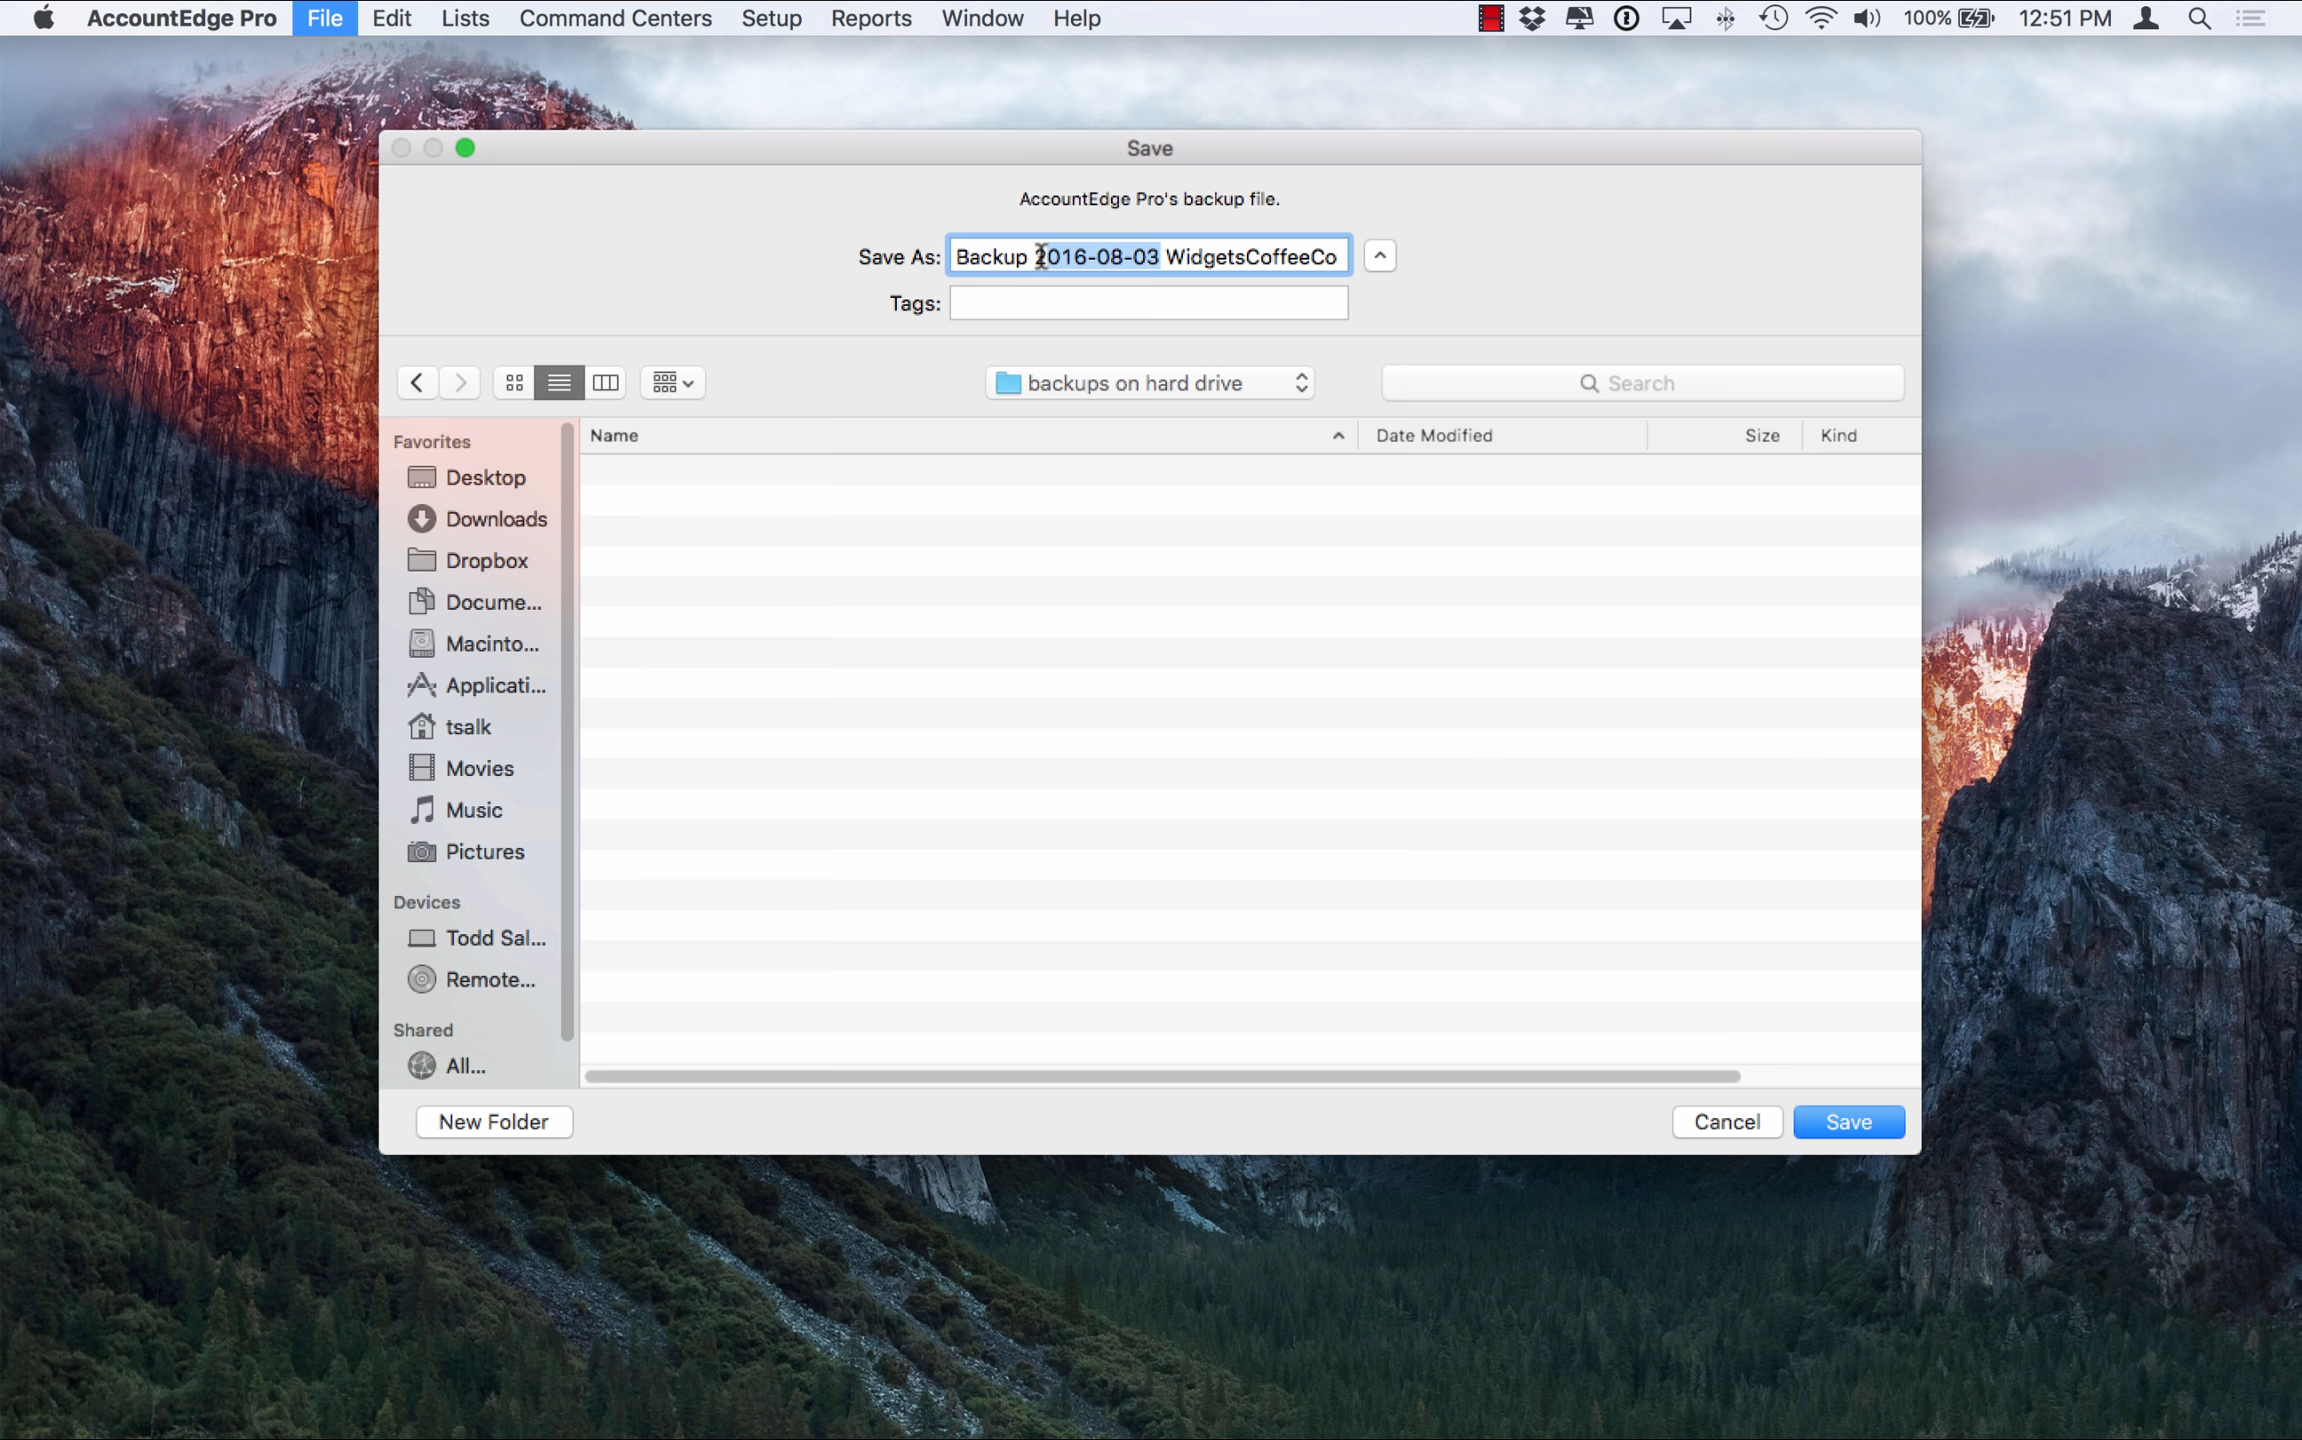 AccountEdge Pro File Edit Lists Command Centers Setup Reports Window Help 100% 12:51 PM
Save
AccountEdge Pro's backup file.
Save As: Backup 2016-08-03 WidgetsCoffeeCo
Tags:
backups on hard drive Search
Favorites
Name Date Modified Size Kind
Desktop
Downloads
Dropbox
Docume...
Macinto...
Applicati...
tsalk
Movies
Music
Pictures
Devices
Todd Sal...
Remote...
Shared
All...
New Folder Cancel Save